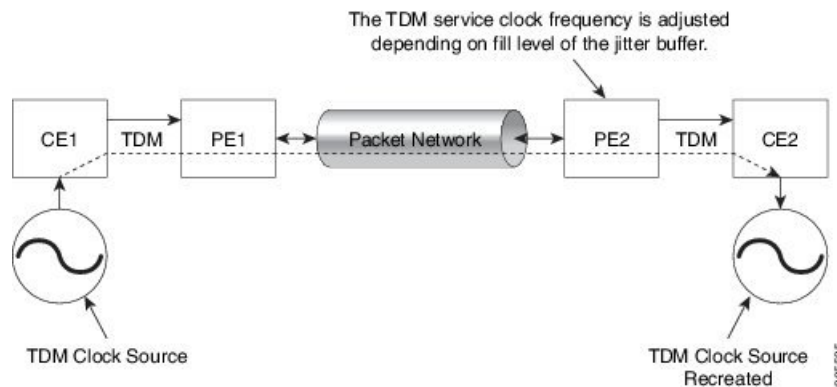 The TDM service clock frequency is adjusted
depending on fill level of the jitter buffer.
CE1
TDM
PE1
Packet Network
PE2
TDM
CE2
TDM Clock Source
TDM Clock Source
Recreated